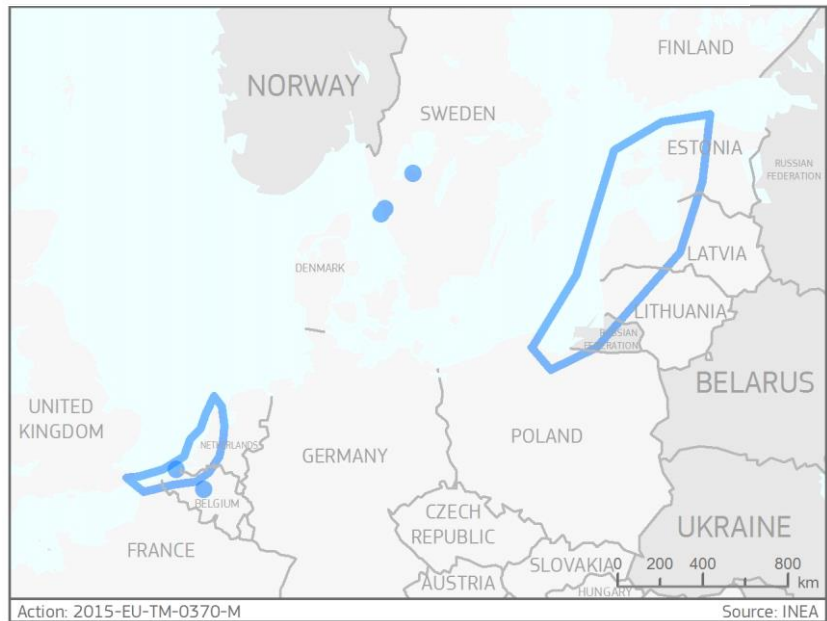 FINLAND
NORWAY
SWEDEN
ESTONIA
RUSSIAN
FEDERATION
LATVIA
DENMARK
LITHUANIA
RUSSIAN
FEDERATION
BELARUS
UNITED
KINGDOM
NETHERLANDS
GERMANY
POLAND
BELGIUM
CZECH
REPUBLIC
UKRAINE
FRANCE
SLOVAKIA
AUSTRIA
HUNGARY
0 200 400 800
km
Action: 2015-EU-TM-0370-M
Source: INEA